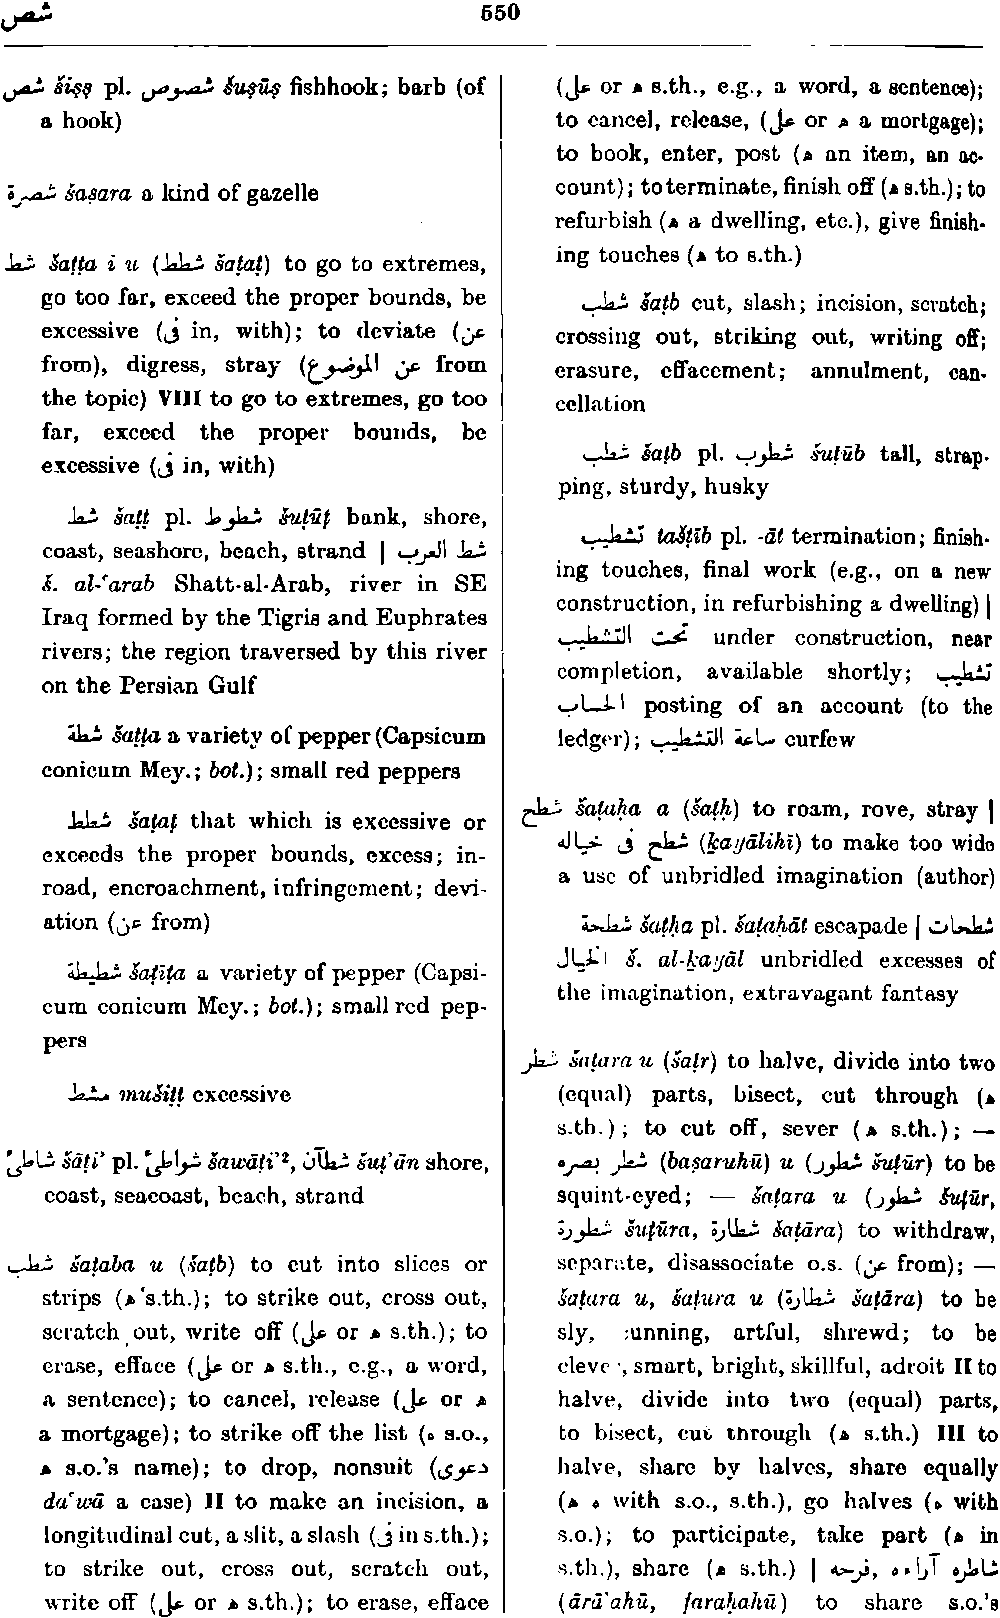 شص
550
شص šiṣṣ pl. شصوص šuṣūṣ fishhook; barb (of
a hook)
شصرة šaṣara a kind of gazelle
شط šaṭṭa i u (شطط šaṭaṭ) to go to extremes,
go too far, exceed the proper bounds, be
excessive (فى in, with); to deviate (عن
from), digress, stray (عن الموضوع from
the topic) VIII to go to extremes, go too
far, exceed the proper bounds, be
excessive (فى in, with)
شط šaṭṭ pl. شطوط šuṭūṭ bank, shore,
coast, seashore, beach, strand | شط العرب
š. al-ʿarab Shatt-al-Arab, river in SE
Iraq formed by the Tigris and Euphrates
rivers; the region traversed by this river
on the Persian Gulf
شطة šaṭṭa a variety of pepper (Capsicum
conicum Mey.; bot.); small red peppers
شطط šaṭaṭ that which is excessive or
exceeds the proper bounds, excess; in-
road, encroachment, infringement; devi-
ation (عن from)
شطيطة šaṭīṭa a variety of pepper (Capsi-
cum conicum Mey.; bot.); small red pep-
pers
مشط mušiṭṭ excessive
شاطئ šāṭiʾ pl. شواطئ šawāṭiʾ², شطآن šuṭʾān shore,
coast, seacoast, beach, strand
شطب šaṭaba u (šaṭb) to cut into slices or
strips (ه s.th.); to strike out, cross out,
scratch out, write off (على or ه s.th.); to
erase, efface (على or ه s.th., e.g., a word,
a sentence); to cancel, release (على or ه
a mortgage); to strike off the list (ه s.o.,
ه s.o.'s name); to drop, nonsuit (دعوى
daʿwā a case) II to make an incision, a
longitudinal cut, a slit, a slash (فى in s.th.);
to strike out, cross out, scratch out,
write off (على or ه s.th.); to erase, efface
(على or ه s.th., e.g., a word, a sentence);
to cancel, release, (على or ه a mortgage);
to book, enter, post (ه an item, an ac-
count); to terminate, finish off (ه s.th.); to
refurbish (ه a dwelling, etc.), give finish-
ing touches (ه to s.th.)
شطب šaṭb cut, slash; incision, scratch;
crossing out, striking out, writing off;
erasure, effacement; annulment, can-
cellation
شطب šaṭb pl. شطوب šuṭūb tall, strap-
ping, sturdy, husky
تشطيب tašṭīb pl. -āt termination; finish-
ing touches, final work (e.g., on a new
construction, in refurbishing a dwelling) |
تحت التشطيب under construction, near
completion, available shortly; تشطيب
الحساب posting of an account (to the
ledger); ساعة التشطيب curfew
شطح šaṭaḥa a (šaṭḥ) to roam, rove, stray |
شطح فى خياله (ḵayālihī) to make too wide
a use of unbridled imagination (author)
شطحة šaṭḥa pl. šaṭaḥāt escapade | شطحات
الخيال š. al-ḵayāl unbridled excesses of
the imagination, extravagant fantasy
شطر šaṭara u (šaṭr) to halve, divide into two
(equal) parts, bisect, cut through (ه
s.th.); to cut off, sever (ه s.th.); —
شطر بصره (baṣaruhū) u (شطور šuṭūr) to be
squint-eyed; — šaṭara u (شطور šuṭūr,
شطورة šuṭūra, شطارة šaṭāra) to withdraw,
separate, disassociate o.s. (عن from); —
šaṭara u, šaṭura u (شطارة šaṭāra) to be
sly, cunning, artful, shrewd; to be
clever, smart, bright, skillful, adroit II to
halve, divide into two (equal) parts,
to bisect, cut through (ه s.th.) III to
halve, share by halves, share equally
(ه ه with s.o., s.th.), go halves (ه with
s.o.); to participate, take part (ه in
s.th.), share (ه s.th.) | شاطره آراءه، فرحه
(ārāʾahū, faraḥahū) to share s.o.'s